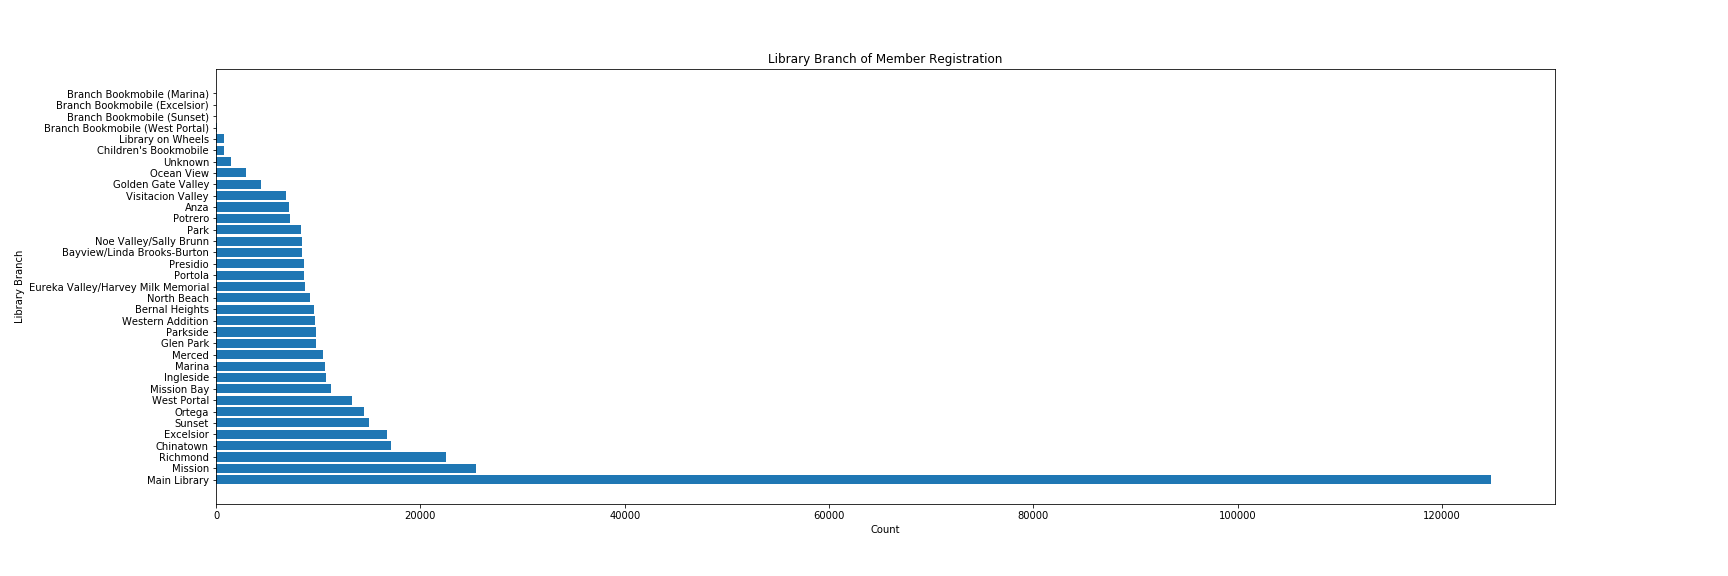 Library Branch of Member Registration
Branch Bookmobile (Marina)
Branch Bookmobile (Excelsior)
Branch Bookmobile (Sunset)
Branch Bookmobile (West Portal)
Library on Wheels
Children's Bookmobile
Unknown
Ocean View
Golden Gate Valley
Visitacion Valley
Anza
Potrero
Park
Noe Valley/Sally Brunn
Bayview/Linda Brooks-Burton
Presidio
Portola
Eureka Valley/Harvey Milk Memorial
North Beach
Bernal Heights
Western Addition
Parkside
Glen Park
Merced
Marina
Ingleside
Mission Bay
West Portal
Ortega
Sunset
Excelsior
Chinatown
Richmond
Mission
Main Library
Library Branch
0 20000 40000 60000 80000 100000 120000
Count